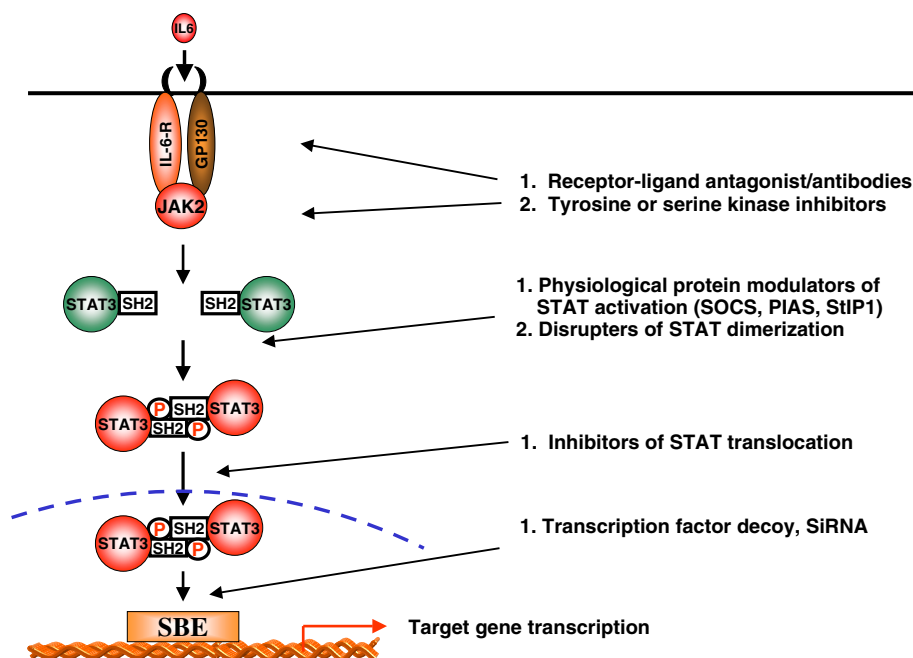 IL6
IL-6-R
GP130
JAK2
1. Receptor-ligand antagonist/antibodies
2. Tyrosine or serine kinase inhibitors
STAT3 SH2
SH2 STAT3
1. Physiological protein modulators of
STAT activation (SOCS, PIAS, StIP1)
2. Disrupters of STAT dimerization
P SH2 STAT3
STAT3 SH2 P
1. Inhibitors of STAT translocation
P SH2 STAT3
STAT3 SH2 P
1. Transcription factor decoy, SiRNA
SBE
Target gene transcription